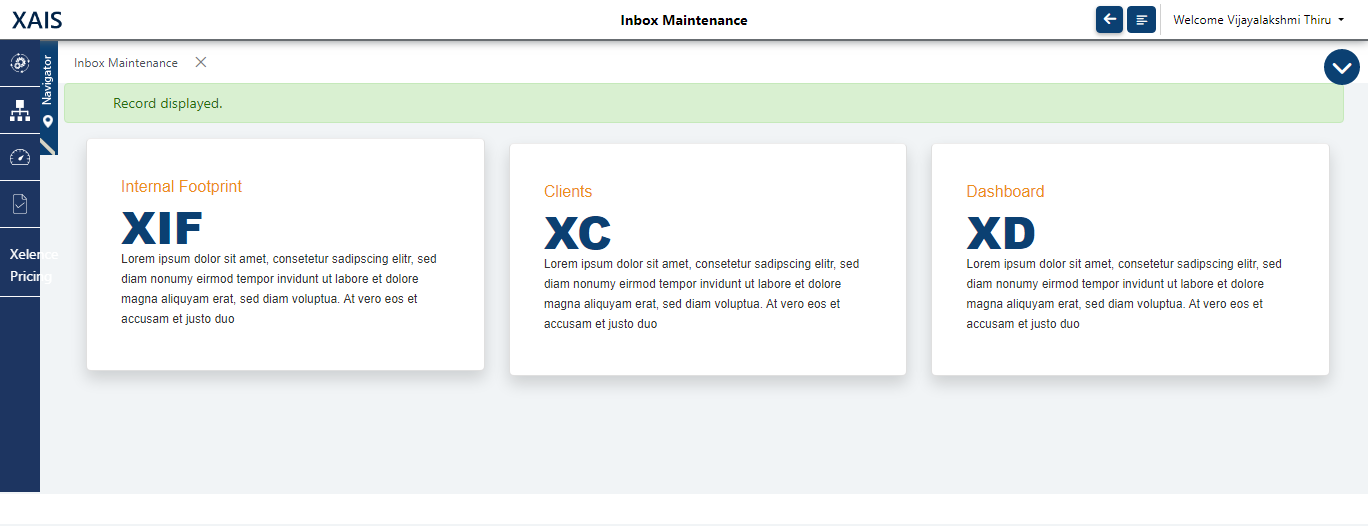 XAIS
Inbox Maintenance
Welcome Vijayalakshmi Thiru
Navigator
Inbox Maintenance
Record displayed.
Internal Footprint
XIF
Lorem ipsum dolor sit amet, consetetur sadipscing elitr, sed
diam nonumy eirmod tempor invidunt ut labore et dolore
magna aliquyam erat, sed diam voluptua. At vero eos et
accusam et justo duo
Clients
XC
Lorem ipsum dolor sit amet, consetetur sadipscing elitr, sed
diam nonumy eirmod tempor invidunt ut labore et dolore
magna aliquyam erat, sed diam voluptua. At vero eos et
accusam et justo duo
Dashboard
XD
Lorem ipsum dolor sit amet, consetetur sadipscing elitr, sed
diam nonumy eirmod tempor invidunt ut labore et dolore
magna aliquyam erat, sed diam voluptua. At vero eos et
accusam et justo duo
Xelence
Pricing